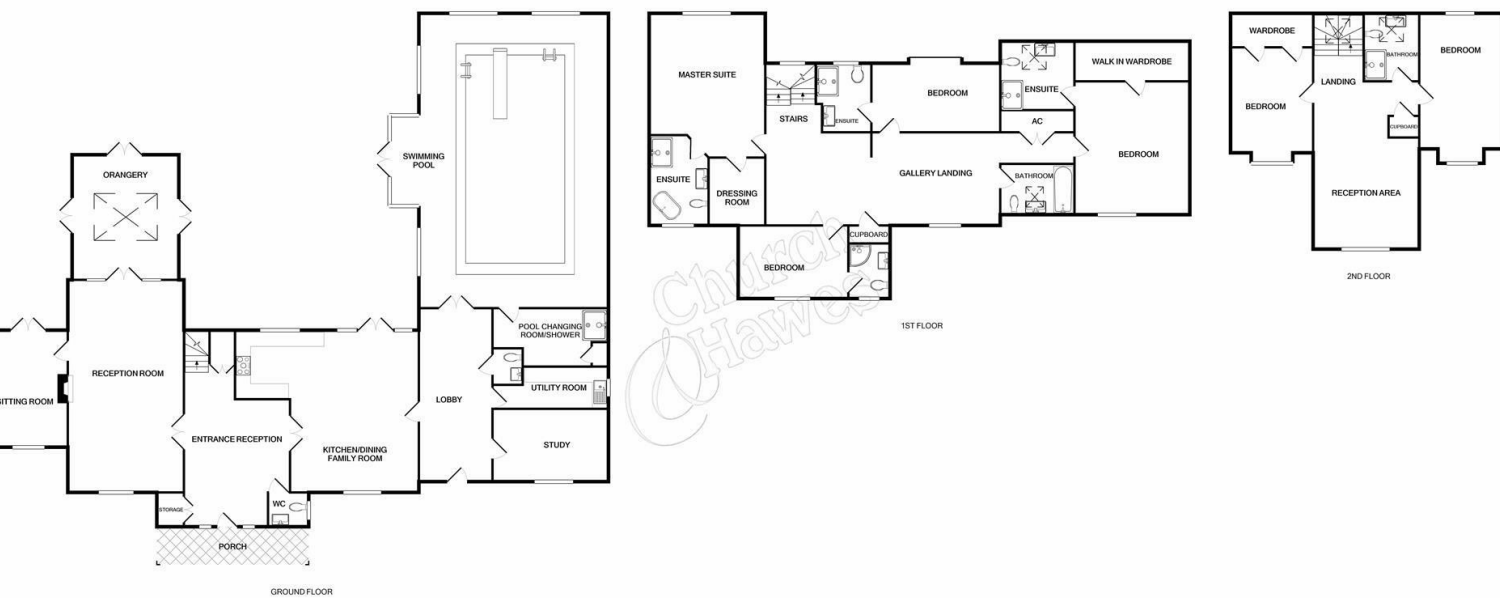 ORANGERY
SWIMMING
POOL
POOL CHANGING
ROOM/SHOWER
RECEPTION ROOM
UTILITY ROOM
LOBBY
ITTING ROOM
ENTRANCE RECEPTION
KITCHEN/DINING
FAMILY ROOM
STUDY
STORAGE
WC
PORCH
GROUND FLOOR
MASTER SUITE
STAIRS
ENSUITE
BEDROOM
ENSUITE
WALK IN WARDROBE
AC
BEDROOM
ENSUITE
DRESSING
ROOM
GALLERY LANDING
BATHROOM
CUPBOARD
BEDROOM
1ST FLOOR
Church
& Hawes
WARDROBE
BATHROOM
BEDROOM
LANDING
BEDROOM
CUPBOARD
RECEPTION AREA
2ND FLOOR